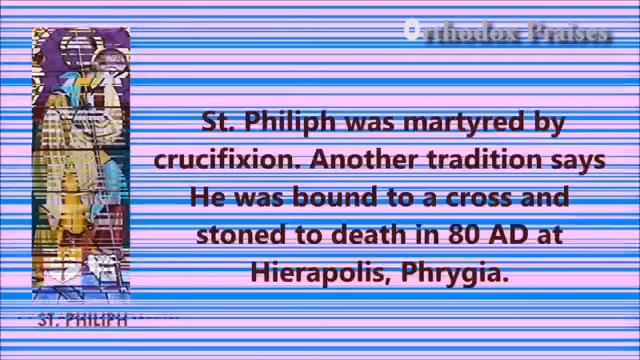 Orthodox Praises
St. Philiph was martyred by
crucifixion. Another tradition says
He was bound to a cross and
stoned to death in 80 AD at
Hierapolis, Phrygia.
ST. PHILIPH